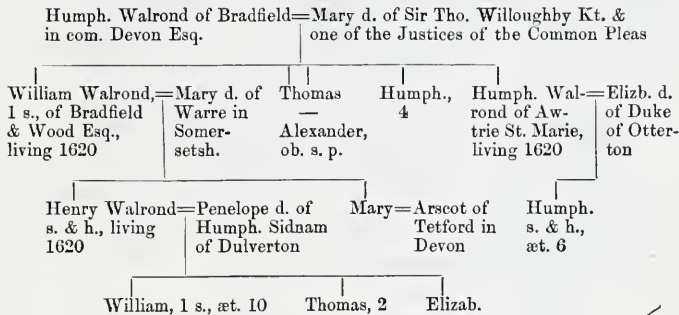 Humph. Walrond of Bradfield=Mary d. of Sir Tho. Willoughby Kt. &
in com. Devon Esq. one of the Justices of the Common Pleas
William Walrond,=Mary d. of Thomas Humph., Humph. Wal-=Elizb. d.
1 s., of Bradfield Warre in — 4 rond of Aw- of Duke
& Wood Esq., Somer- Alexander, trie St. Marie, of Otter-
living 1620 setsh. ob. s. p. living 1620 ton
Henry Walrond=Penelope d. of Mary=Arscot of Humph.
s. & h., living Humph. Sidnam Tetford in s. & h.,
1620 of Dulverton Devon æt. 6
William, 1 s., æt. 10 Thomas, 2 Elizab.